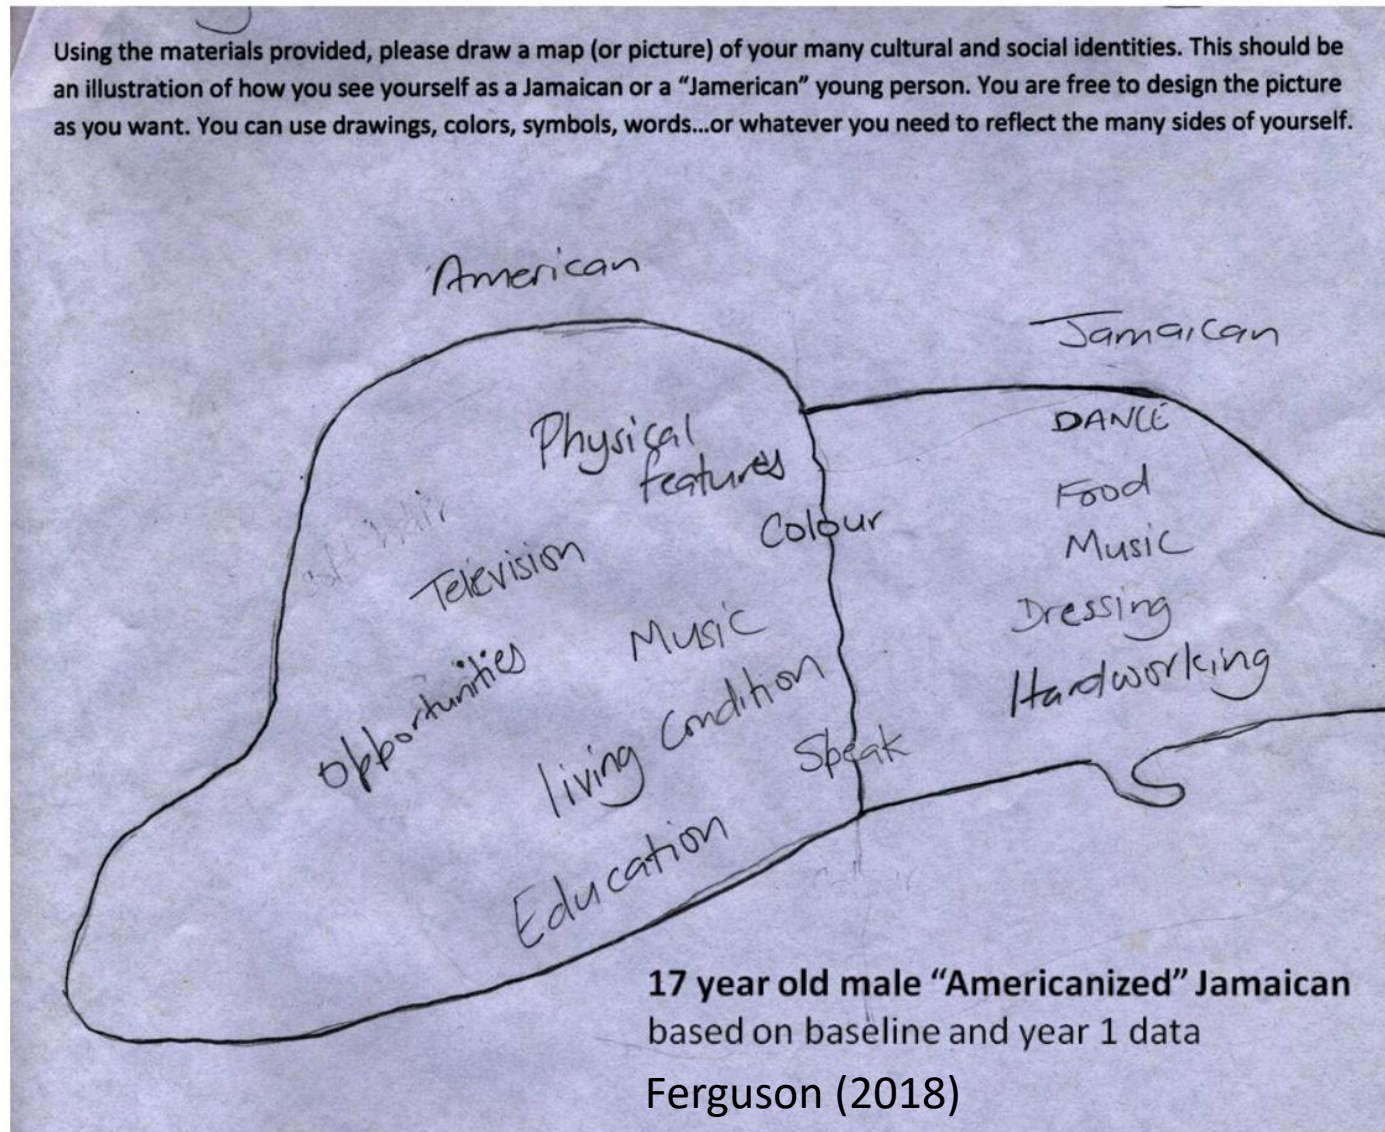 Using the materials provided, please draw a map (or picture) of your many cultural and social identities. This should be
an illustration of how you see yourself as a Jamaican or a “Jamerican” young person. You are free to design the picture
as you want. You can use drawings, colors, symbols, words...or whatever you need to reflect the many sides of yourself.
American
Physical
features
Colour
Television
Music
Opportunities
living Condition
Speak
Education
Jamaican
DANCE
Food
Music
Dressing
Hardworking
17 year old male “Americanized” Jamaican
based on baseline and year 1 data
Ferguson (2018)